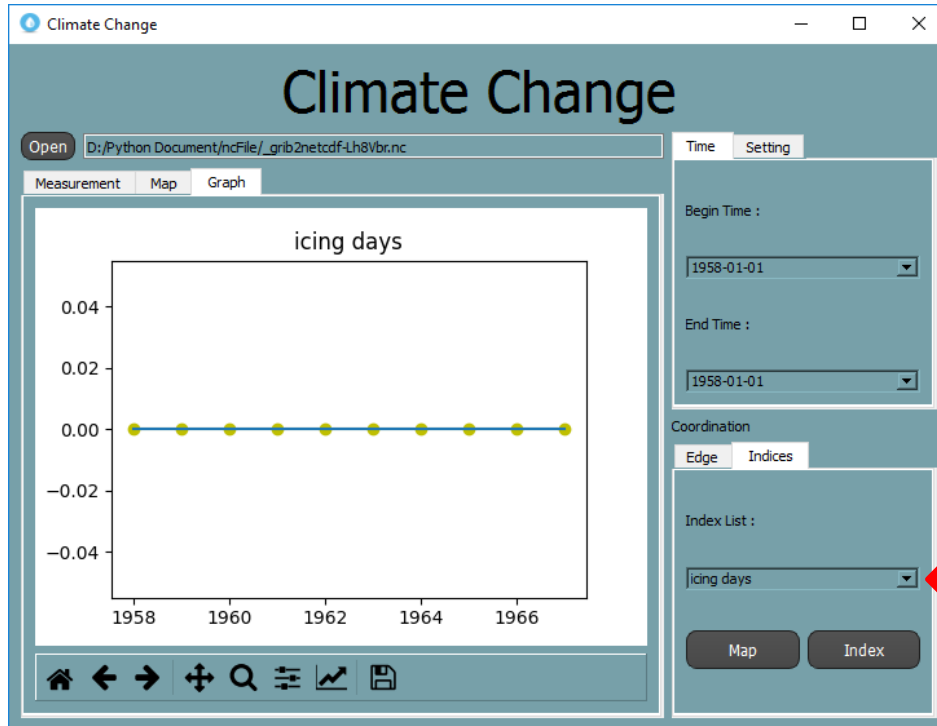 Climate Change
Climate Change
Open D:/Python Document/ncFile/_grib2netcdf-Lh8Vbr.nc
Measurement Map Graph
icing days
0.04
0.02
0.00
−0.02
−0.04
1958 1960 1962 1964 1966
Time Setting
Begin Time :
1958-01-01
End Time :
1958-01-01
Coordination
Edge Indices
Index List :
icing days
Map Index